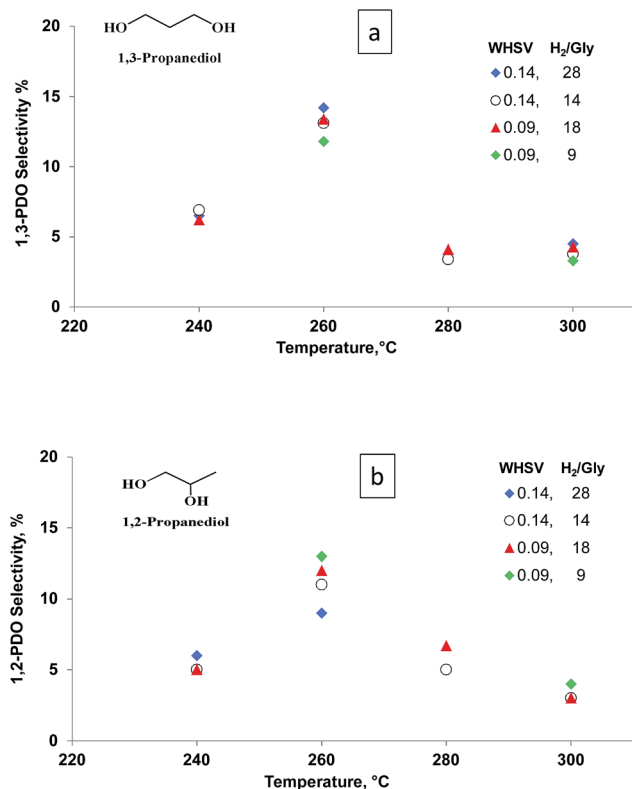 20
15
10
5
0
1,3-PDO Selectivity %
HO
OH
1,3-Propanediol
a
WHSV H₂/Gly
0.14, 28
0.14, 14
0.09, 18
0.09, 9
220 240 260 280 300
Temperature,°C
20
15
10
5
0
1,2-PDO Selectivity, %
HO
OH
1,2-Propanediol
b
WHSV H₂/Gly
0.14, 28
0.14, 14
0.09, 18
0.09, 9
220 240 260 280 300
Temperature, °C